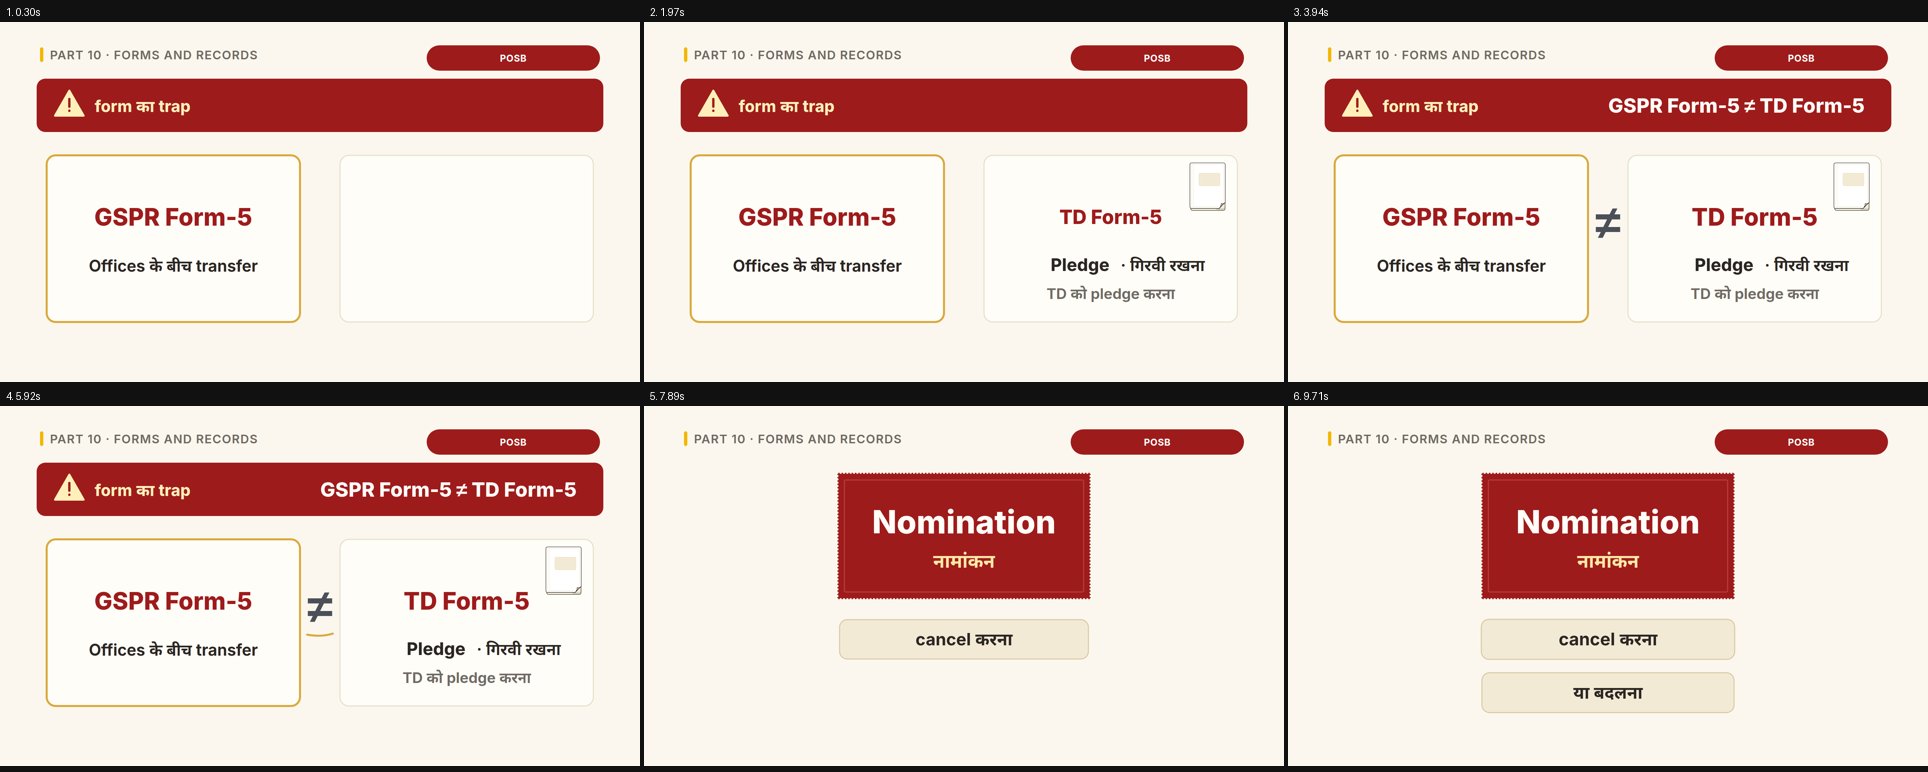 1. 0.30s
PART 10 · FORMS AND RECORDS
POSB
form का trap
GSPR Form-5
Offices के बीच transfer
2. 1.97s
PART 10 · FORMS AND RECORDS
POSB
form का trap
GSPR Form-5
Offices के बीच transfer
TD Form-5
Pledge · गिरवी रखना
TD को pledge करना
3. 3.94s
PART 10 · FORMS AND RECORDS
POSB
form का trap
GSPR Form-5 ≠ TD Form-5
GSPR Form-5
Offices के बीच transfer
≠
TD Form-5
Pledge · गिरवी रखना
TD को pledge करना
4. 5.92s
PART 10 · FORMS AND RECORDS
POSB
form का trap
GSPR Form-5 ≠ TD Form-5
GSPR Form-5
Offices के बीच transfer
≠
TD Form-5
Pledge · गिरवी रखना
TD को pledge करना
5. 7.89s
PART 10 · FORMS AND RECORDS
POSB
Nomination
नामांकन
cancel करना
6. 9.71s
PART 10 · FORMS AND RECORDS
POSB
Nomination
नामांकन
cancel करना
या बदलना